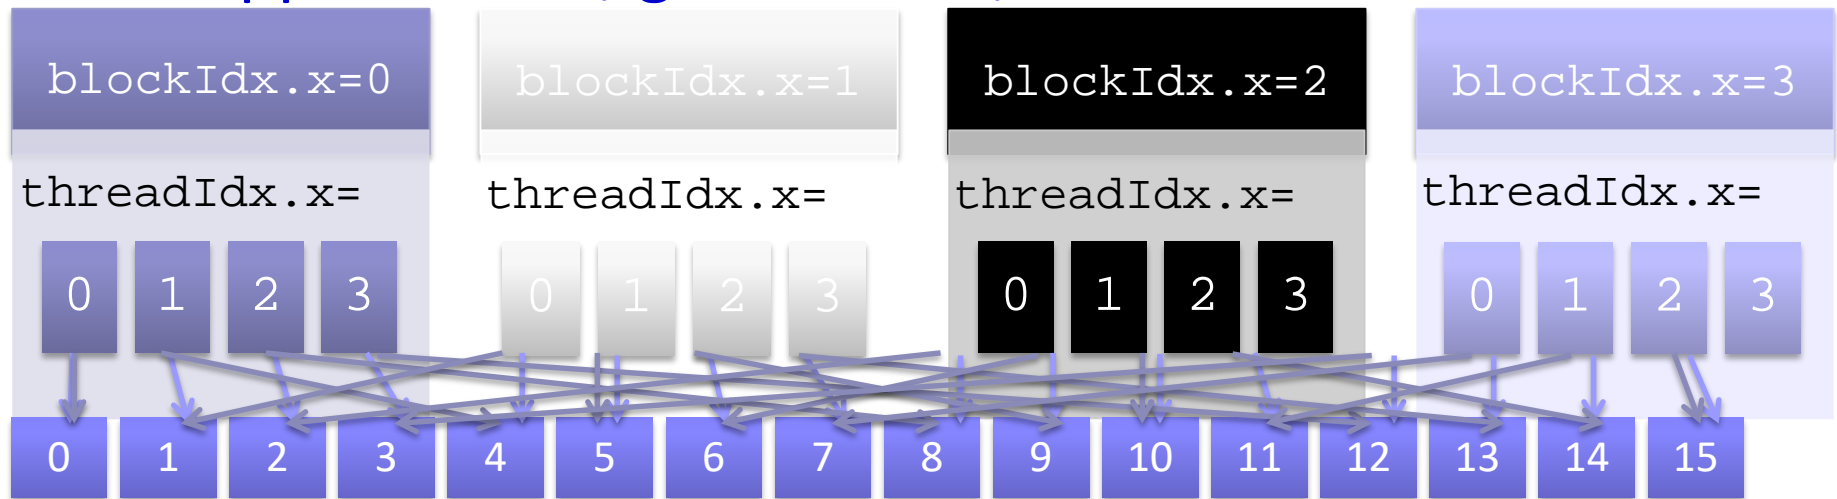 blockIdx.x=0 blockIdx.x=1 blockIdx.x=2 blockIdx.x=3
threadIdx.x= threadIdx.x= threadIdx.x= threadIdx.x=
0 1 2 3 0 1 2 3 0 1 2 3 0 1 2 3
0 1 2 3 4 5 6 7 8 9 10 11 12 13 14 15